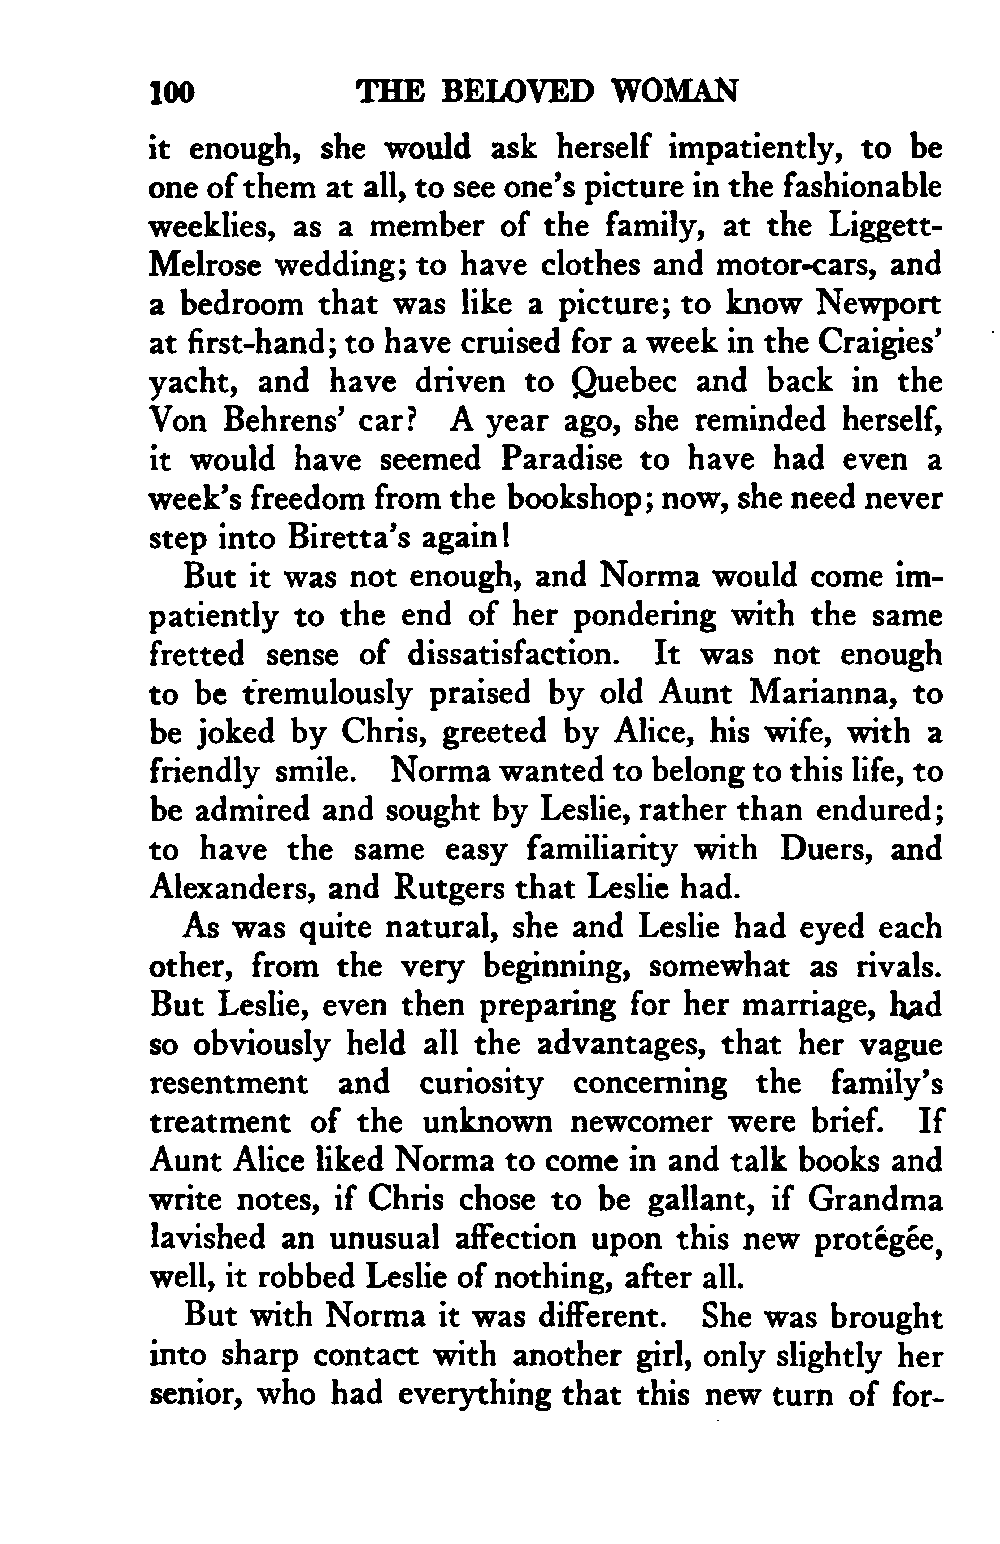 100 THE BELOVED WOMAN
it enough, she would ask herself impatiently, to be
one of them at all, to see one's picture in the fashionable
weeklies, as a member of the family, at the Liggett-
Melrose wedding; to have clothes and motor-cars, and
a bedroom that was like a picture; to know Newport
at first-hand; to have cruised for a week in the Craigies'
yacht, and have driven to Quebec and back in the
Von Behrens' car? A year ago, she reminded herself,
it would have seemed Paradise to have had even a
week's freedom from the bookshop; now, she need never
step into Biretta's again!
But it was not enough, and Norma would come im-
patiently to the end of her pondering with the same
fretted sense of dissatisfaction. It was not enough
to be tremulously praised by old Aunt Marianna, to
be joked by Chris, greeted by Alice, his wife, with a
friendly smile. Norma wanted to belong to this life, to
be admired and sought by Leslie, rather than endured;
to have the same easy familiarity with Duers, and
Alexanders, and Rutgers that Leslie had.
As was quite natural, she and Leslie had eyed each
other, from the very beginning, somewhat as rivals.
But Leslie, even then preparing for her marriage, had
so obviously held all the advantages, that her vague
resentment and curiosity concerning the family's
treatment of the unknown newcomer were brief. If
Aunt Alice liked Norma to come in and talk books and
write notes, if Chris chose to be gallant, if Grandma
lavished an unusual affection upon this new protégée,
well, it robbed Leslie of nothing, after all.
But with Norma it was different. She was brought
into sharp contact with another girl, only slightly her
senior, who had everything that this new turn of for-